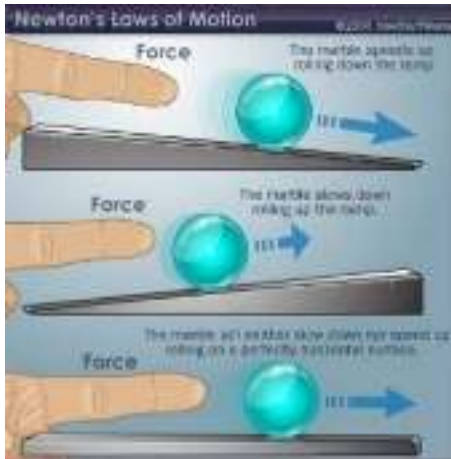 Newton's Laws of Motion
Force
The marble speeds up
rolling down the ramp
Force
The marble slows down
rolling up the ramp.
The marble will neither slow down nor speed up
rolling on a perfectly horizontal surface.
Force